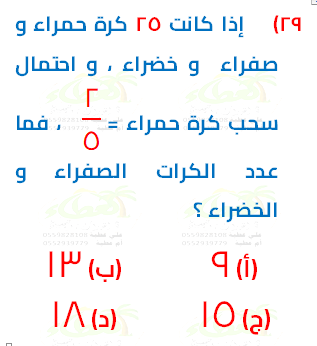 ٢٩) إذا كانت ٢٥ كرة حمراء و
صفراء و خضراء ، و احتمال
سحب كرة حمراء = ٢/٥ ، فما
عدد الكرات الصفراء و
الخضراء ؟
(أ) ٩ (ب) ١٣
(ج) ١٥ (د) ١٨